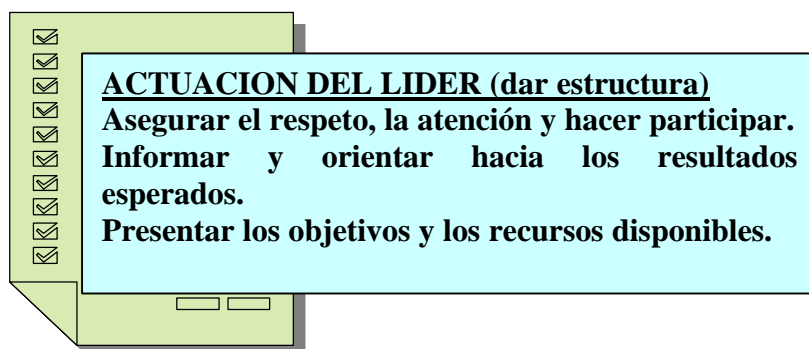 ACTUACION DEL LIDER (dar estructura)
Asegurar el respeto, la atención y hacer participar.
Informar y orientar hacia los resultados
esperados.
Presentar los objetivos y los recursos disponibles.